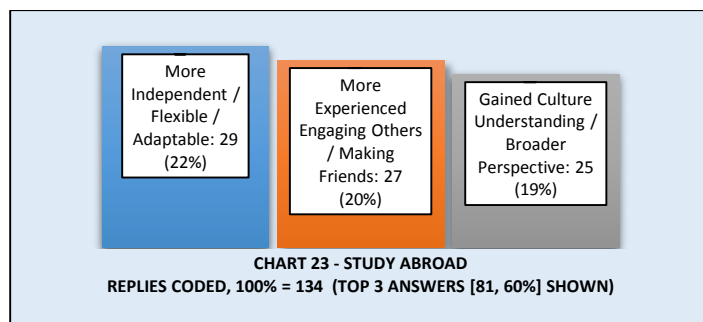 More
Independent /
Flexible /
Adaptable: 29
(22%)
More
Experienced
Engaging Others
/ Making
Friends: 27
(20%)
Gained Culture
Understanding /
Broader
Perspective: 25
(19%)
CHART 23 - STUDY ABROAD
REPLIES CODED, 100% = 134 (TOP 3 ANSWERS [81, 60%] SHOWN)